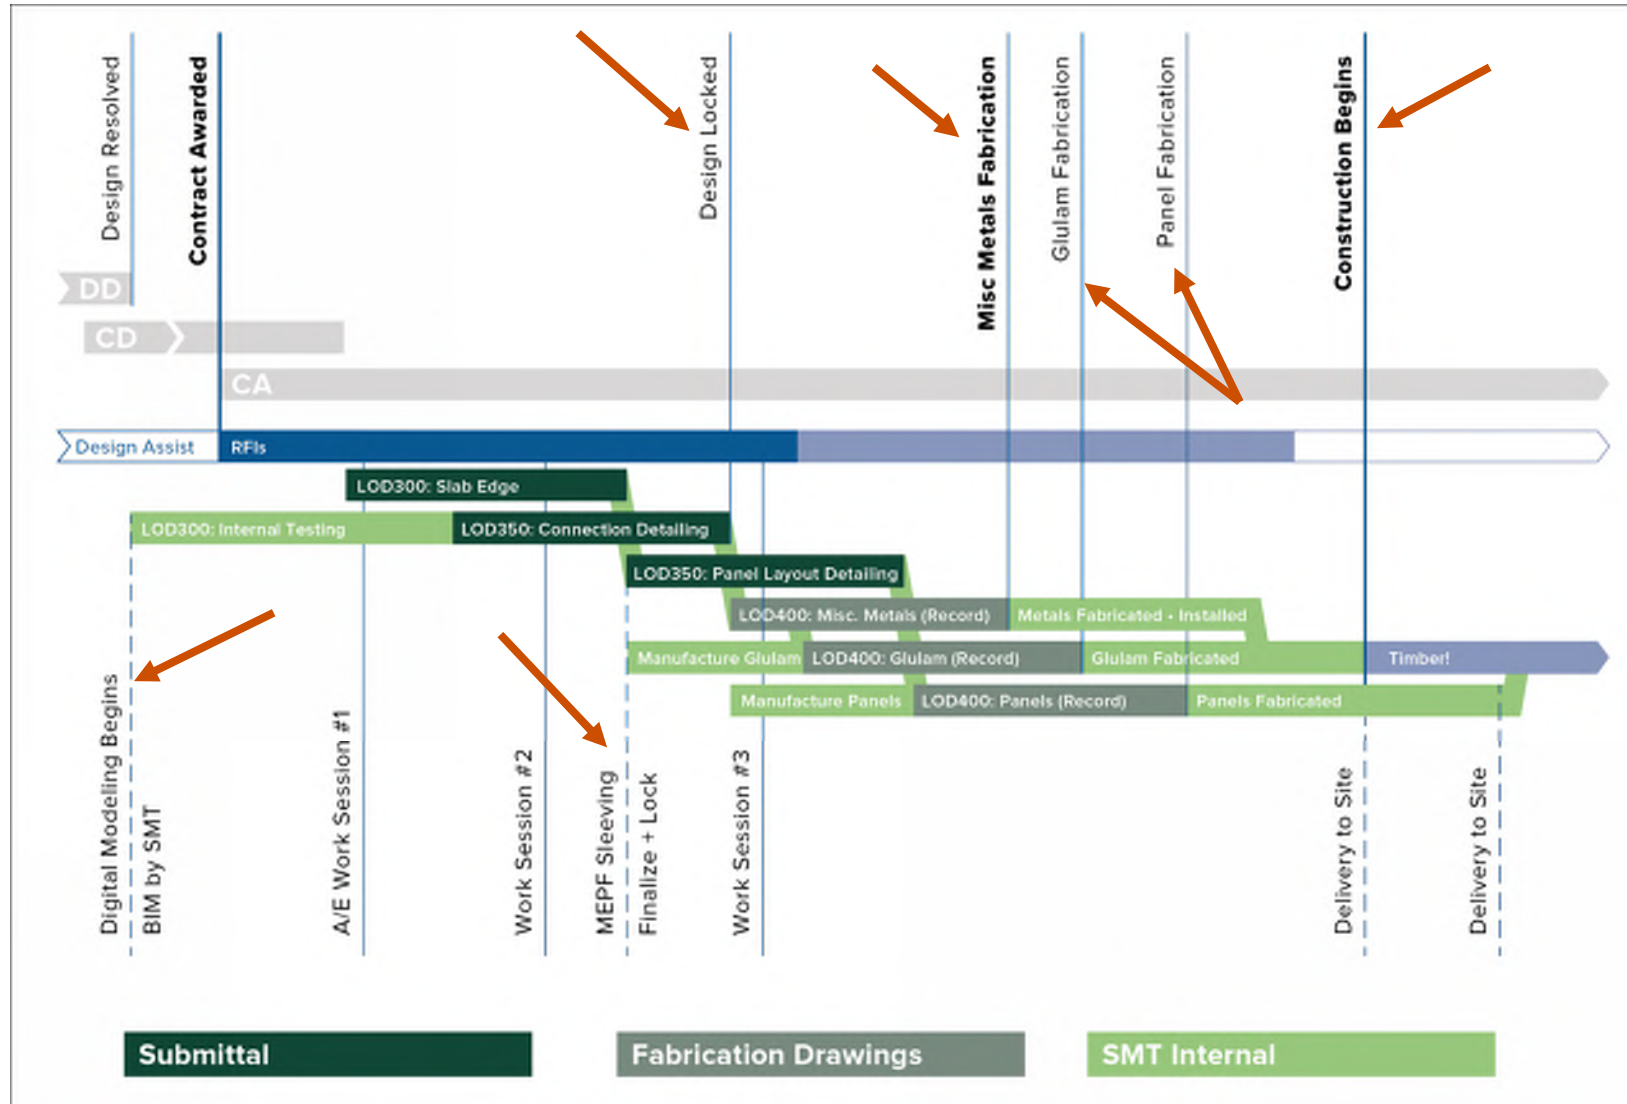 Design Resolved
Contract Awarded
Design Locked
Misc Metals Fabrication
Glulam Fabrication
Panel Fabrication
Construction Begins
DD
CD
CA
Design Assist
RFIs
LOD300: Slab Edge
LOD300: Internal Testing
LOD350: Connection Detailing
LOD350: Panel Layout Detailing
LOD400: Misc. Metals (Record)
Metals Fabricated • Installed
Manufacture Glulam
LOD400: Glulam (Record)
Glulam Fabricated
Timber!
Manufacture Panels
LOD400: Panels (Record)
Panels Fabricated
Digital Modeling Begins
BIM by SMT
A/E Work Session #1
Work Session #2
MEPF Sleeving
Finalize + Lock
Work Session #3
Delivery to Site
Delivery to Site
Submittal
Fabrication Drawings
SMT Internal